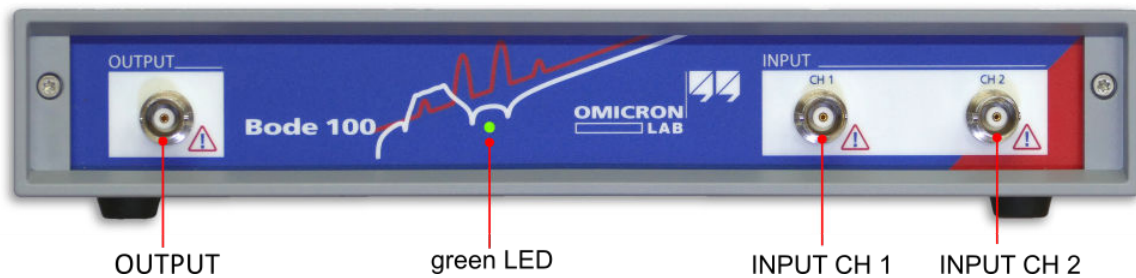 OUTPUT
INPUT
CH 1
CH 2
Bode 100
OMICRON
LAB
OUTPUT
green LED
INPUT CH 1
INPUT CH 2